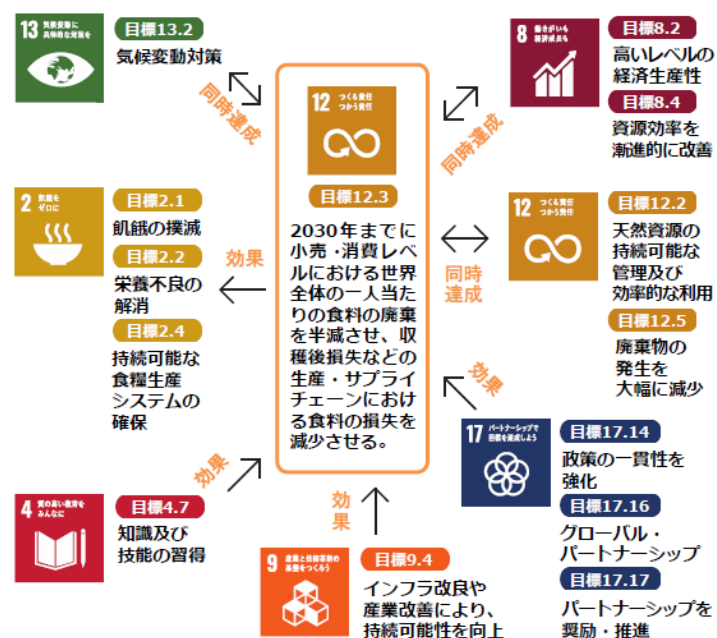 13 気候変動に
具体的な対策を
目標13.2
気候変動対策
同時達成
8 働きがいも
経済成長も
目標8.2
高いレベルの
経済生産性
目標8.4
資源効率を
漸進的に改善
同時達成
12 つくる責任
つかう責任
目標12.3
2030年までに
小売・消費レベ
ルにおける世界
全体の一人当た
りの食料の廃棄
を半減させ、収
穫後損失などの
生産・サプライ
チェーンにおけ
る食料の損失を
減少させる。
2 飢餓を
ゼロに
目標2.1
飢餓の撲滅
目標2.2
栄養不良の
解消
目標2.4
持続可能な
食糧生産
システムの
確保
効果
同時
達成
12 つくる責任
つかう責任
目標12.2
天然資源の
持続可能な
管理及び
効率的な利用
目標12.5
廃棄物の
発生を
大幅に減少
効果
17 パートナーシップで
目標を達成しよう
目標17.14
政策の一貫性を
強化
目標17.16
グローバル・
パートナーシップ
目標17.17
パートナーシップを
奨励・推進
4 質の高い教育を
みんなに
目標4.7
知識及び
技能の習得
効果
効
果
9 産業と技術革新の
基盤をつくろう
目標9.4
インフラ改良や
産業改善により、
持続可能性を向上